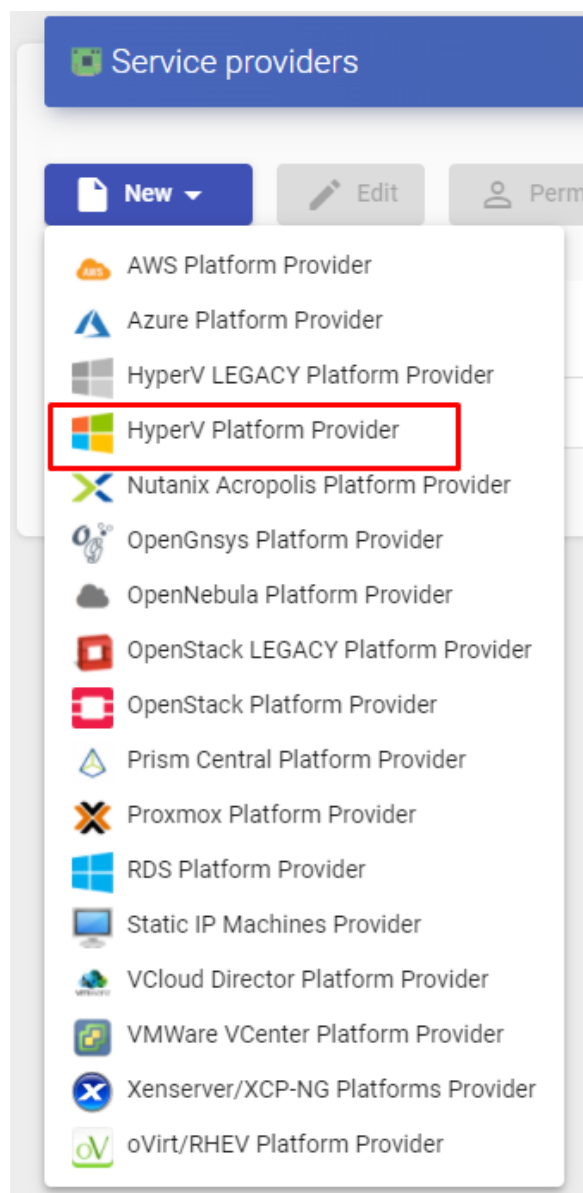 Service providers
New
Edit
Perm
AWS Platform Provider
Azure Platform Provider
HyperV LEGACY Platform Provider
HyperV Platform Provider
Nutanix Acropolis Platform Provider
OpenGnsys Platform Provider
OpenNebula Platform Provider
OpenStack LEGACY Platform Provider
OpenStack Platform Provider
Prism Central Platform Provider
Proxmox Platform Provider
RDS Platform Provider
Static IP Machines Provider
VCloud Director Platform Provider
VMWare VCenter Platform Provider
Xenserver/XCP-NG Platforms Provider
oVirt/RHEV Platform Provider